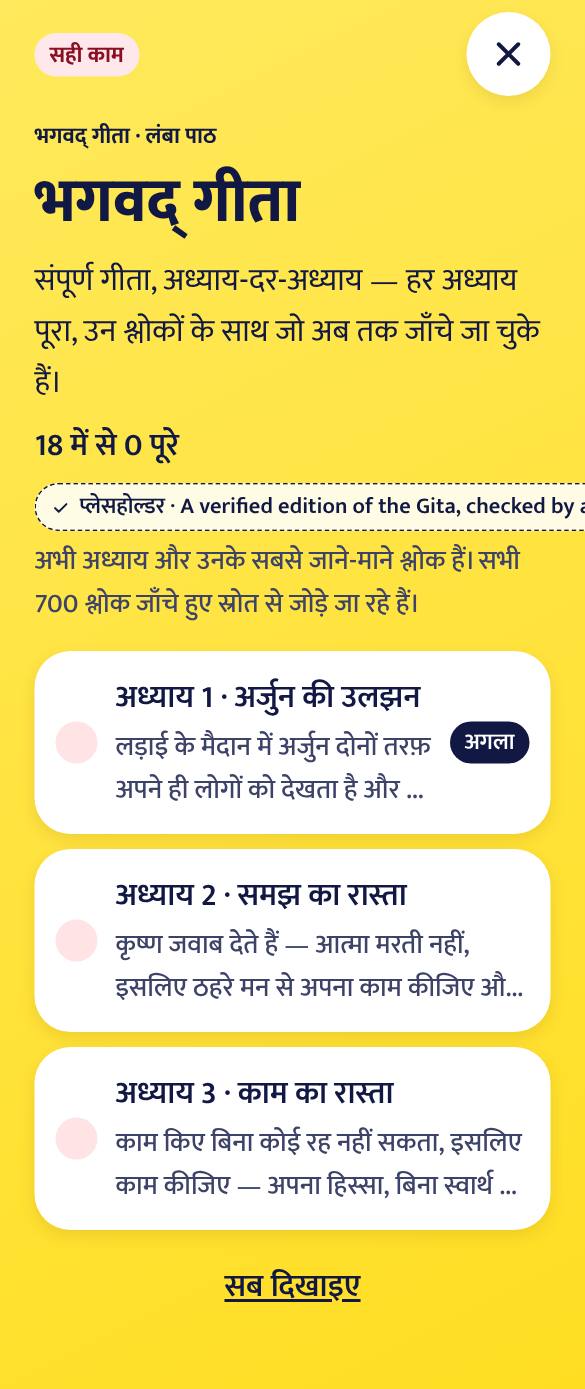 सही काम
भगवद् गीता · लंबा पाठ
भगवद् गीता
संपूर्ण गीता, अध्याय-दर-अध्याय — हर अध्याय
पूरा, उन श्लोकों के साथ जो अब तक जाँचे जा चुके
हैं।
18 में से 0 पूरे
प्लेसहोल्डर · A verified edition of the Gita, checked by
अभी अध्याय और उनके सबसे जाने-माने श्लोक हैं। सभी
700 श्लोक जाँचे हुए स्रोत से जोड़े जा रहे हैं।
अध्याय 1 · अर्जुन की उलझन
लड़ाई के मैदान में अर्जुन दोनों तरफ़
अपने ही लोगों को देखता है और ...
अगला
अध्याय 2 · समझ का रास्ता
कृष्ण जवाब देते हैं — आत्मा मरती नहीं,
इसलिए ठहरे मन से अपना काम कीजिए औ...
अध्याय 3 · काम का रास्ता
काम किए बिना कोई रह नहीं सकता, इसलिए
काम कीजिए — अपना हिस्सा, बिना स्वार्थ ...
सब दिखाइए